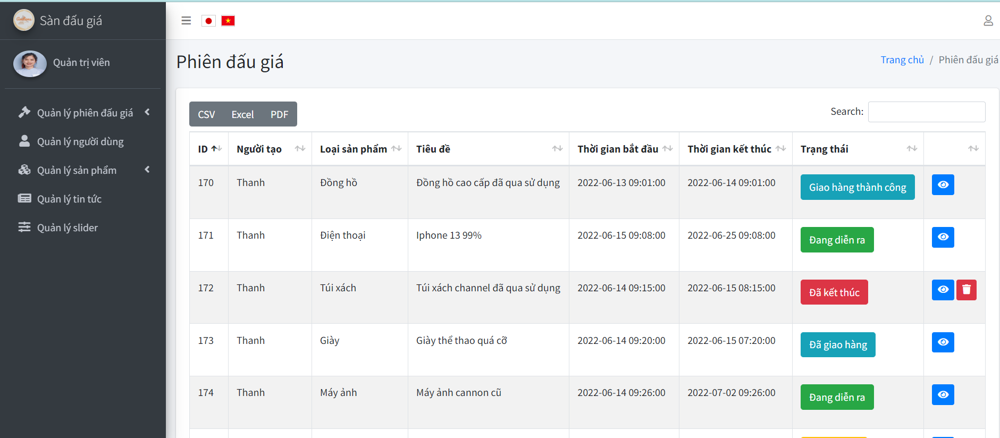 Sàn đấu giá
Quản trị viên
Quản lý phiên đấu giá
Quản lý người dùng
Quản lý sản phẩm
Quản lý tin tức
Quản lý slider
Phiên đấu giá
Trang chủ / Phiên đấu giá
CSV Excel PDF
Search:
ID Người tạo Loại sản phẩm Tiêu đề Thời gian bắt đầu Thời gian kết thúc Trạng thái
170 Thanh Đồng hồ Đồng hồ cao cấp đã qua sử dụng 2022-06-13 09:01:00 2022-06-14 09:01:00 Giao hàng thành công
171 Thanh Điện thoại Iphone 13 99% 2022-06-15 09:08:00 2022-06-25 09:08:00 Đang diễn ra
172 Thanh Túi xách Túi xách channel đã qua sử dụng 2022-06-14 09:15:00 2022-06-15 08:15:00 Đã kết thúc
173 Thanh Giày Giày thể thao quá cỡ 2022-06-14 09:20:00 2022-06-15 07:20:00 Đã giao hàng
174 Thanh Máy ảnh Máy ảnh cannon cũ 2022-06-14 09:26:00 2022-07-02 09:26:00 Đang diễn ra